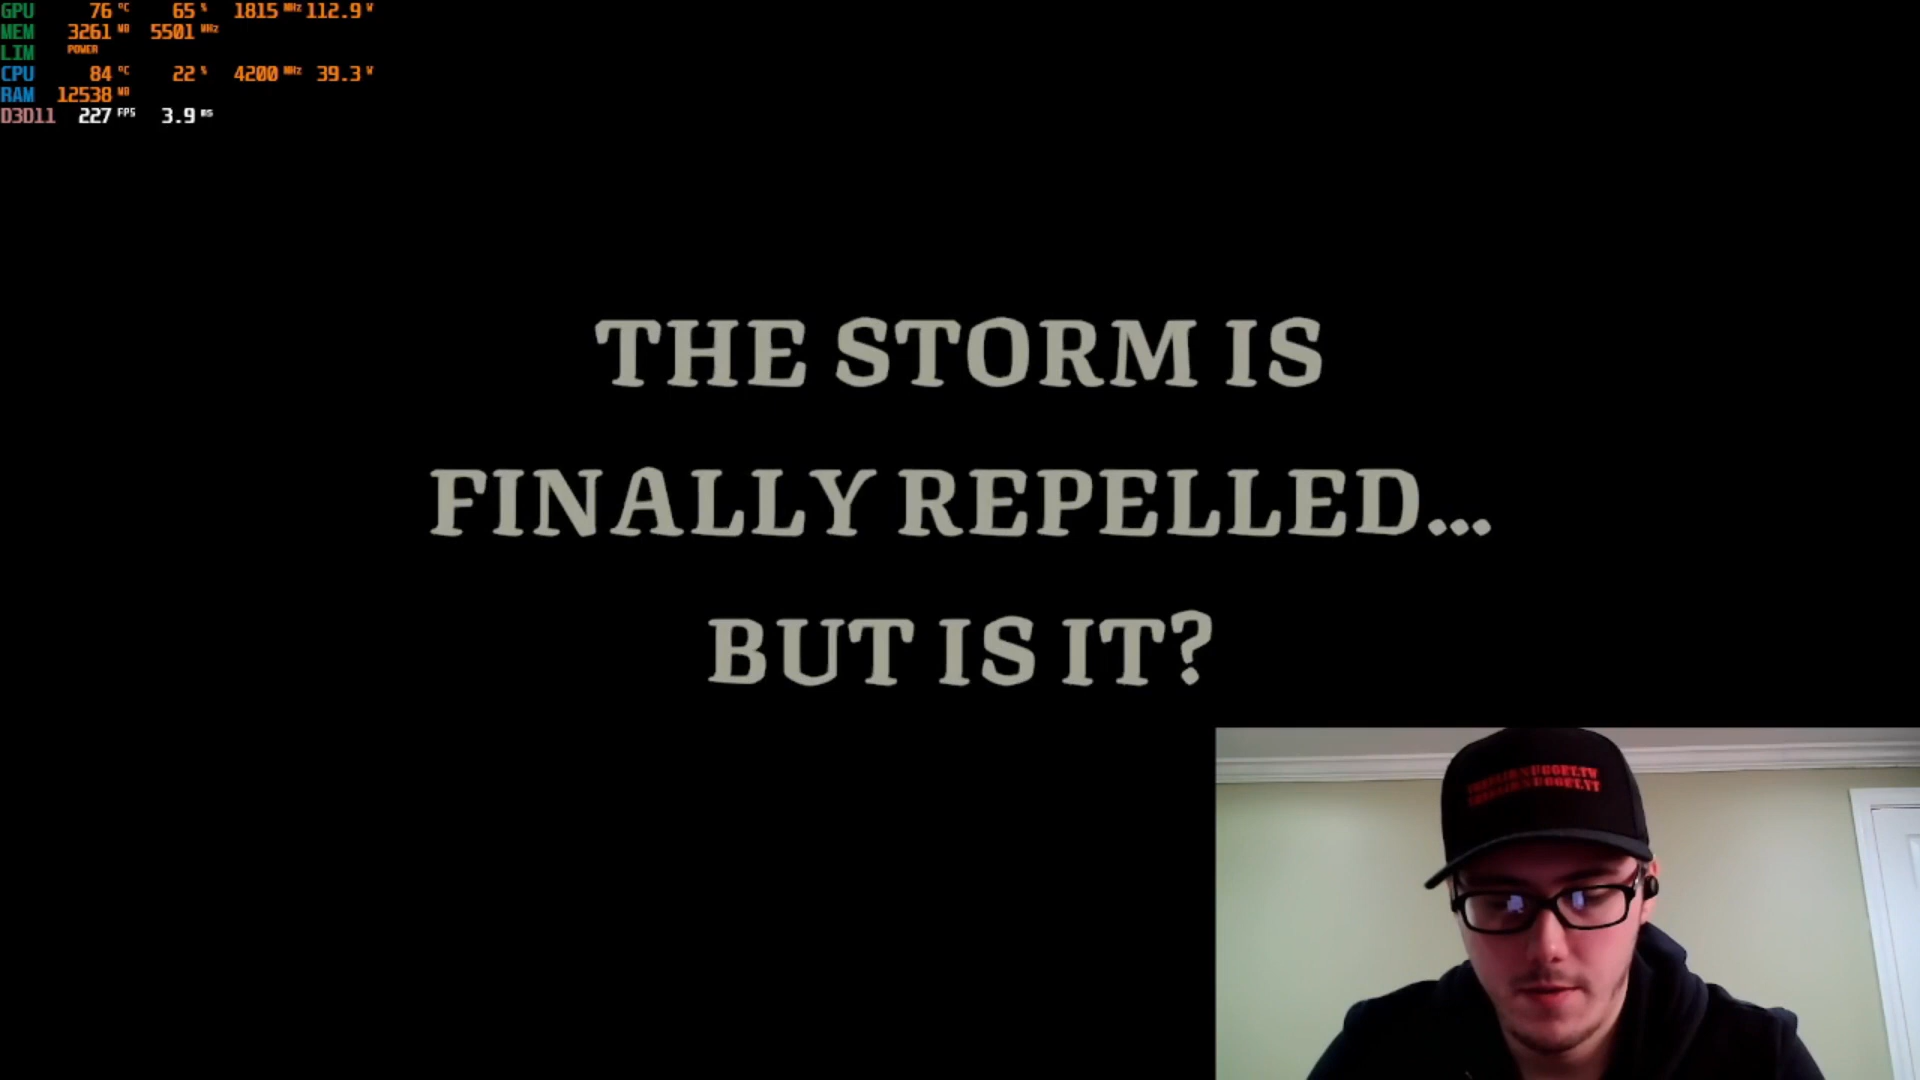 GPU 76 °C 65 % 1815 MHz 112.9 W
MEM 3261 MB 5501 MHz
LIM POWER
CPU 84 °C 22 % 4200 MHz 39.3 W
RAM 12538 MB
D3D11 227 FPS 3.9 ms
THE STORM IS
FINALLY REPELLED...
BUT IS IT?